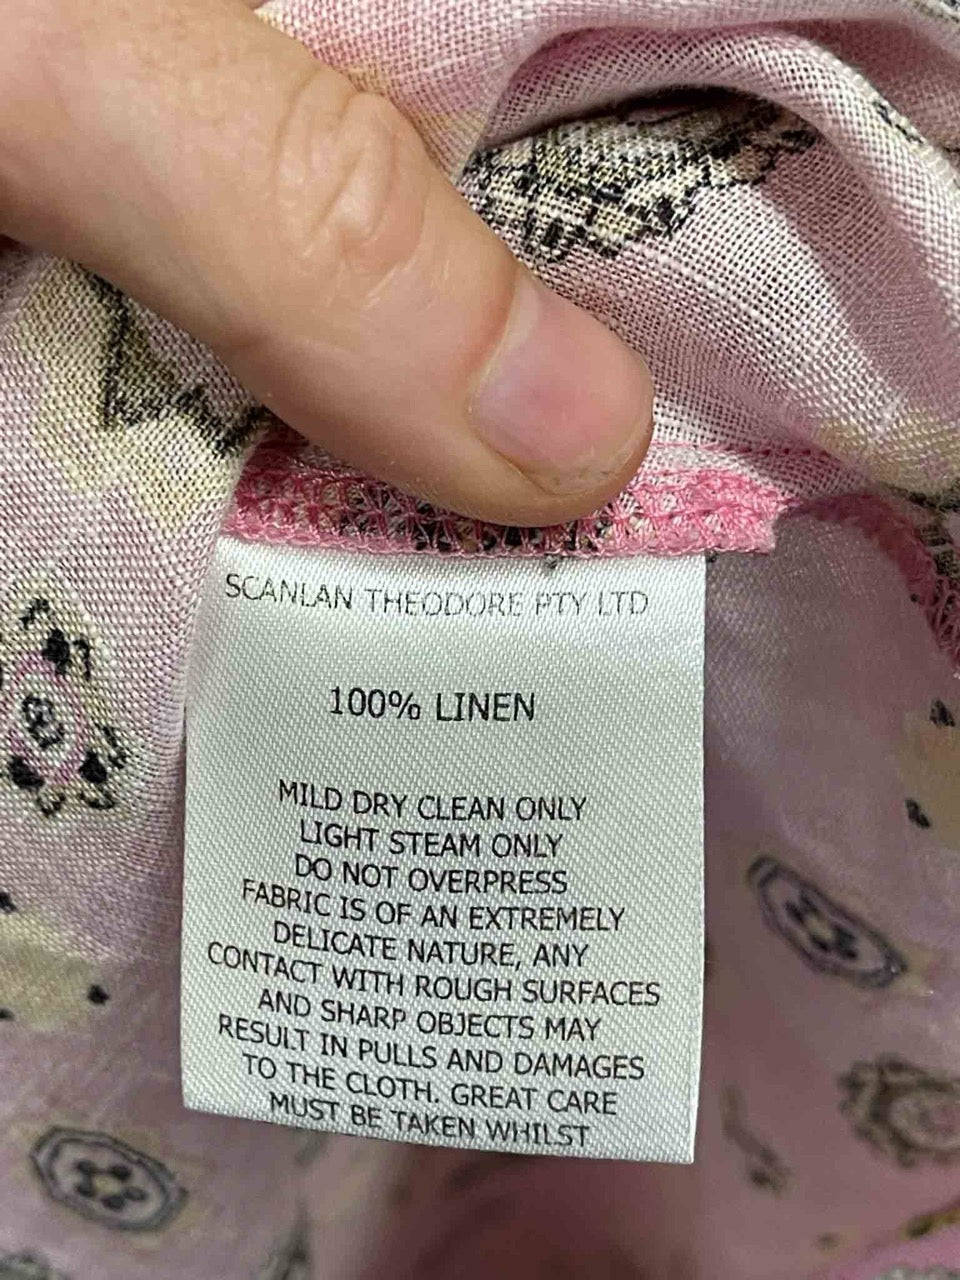 SCANLAN THEODORE PTY LTD
100% LINEN
MILD DRY CLEAN ONLY
LIGHT STEAM ONLY
DO NOT OVERPRESS
FABRIC IS OF AN EXTREMELY
DELICATE NATURE, ANY
CONTACT WITH ROUGH SURFACES
AND SHARP OBJECTS MAY
RESULT IN PULLS AND DAMAGES
TO THE CLOTH. GREAT CARE
MUST BE TAKEN WHILST